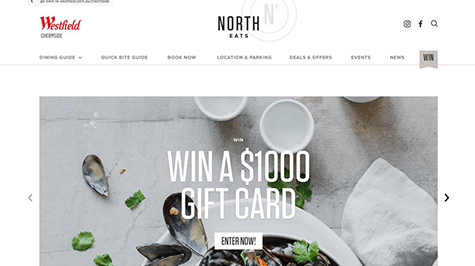 go back to westfield.com.au/chermside
Westfield
CHERMSIDE
N°
NORTH
EATS
DINING GUIDE
QUICK BITE GUIDE
BOOK NOW
LOCATION & PARKING
DEALS & OFFERS
EVENTS
NEWS
WIN
WIN
WIN A $1000
GIFT CARD
ENTER NOW!